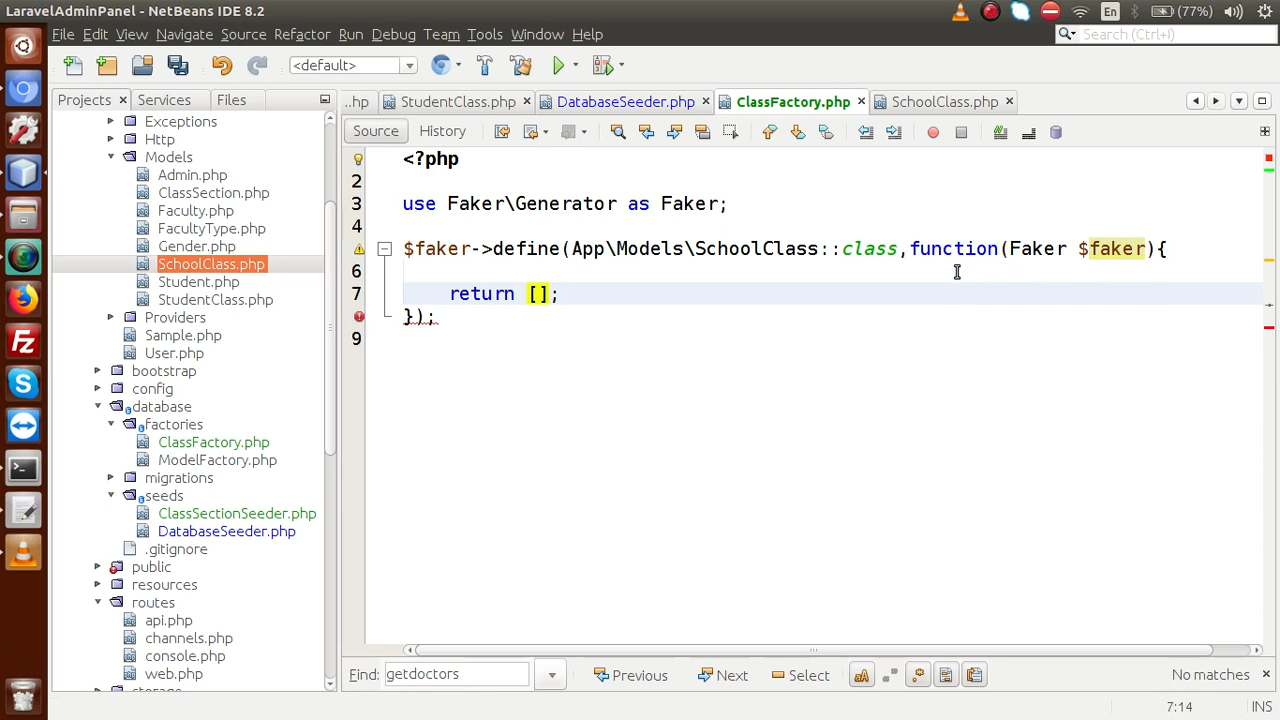 LaravelAdminPanel - NetBeans IDE 8.2
En
(77%)
File Edit View Navigate Source Refactor Run Debug Team Tools Window Help
Search (Ctrl+I)
<default>
Projects Services Files
..hp StudentClass.php DatabaseSeeder.php ClassFactory.php SchoolClass.php
Source History
Exceptions
Http
Models
Admin.php
ClassSection.php
Faculty.php
FacultyType.php
Gender.php
SchoolClass.php
Student.php
StudentClass.php
Providers
Sample.php
User.php
bootstrap
config
database
factories
ClassFactory.php
ModelFactory.php
migrations
seeds
ClassSectionSeeder.php
DatabaseSeeder.php
.gitignore
public
resources
routes
api.php
channels.php
console.php
web.php
storage
<?php
2
3 use Faker\Generator as Faker;
4
$faker->define(App\Models\SchoolClass::class,function(Faker $faker){
6
7 return [];
});
9
Find: getdoctors Previous Next Select aA No matches
7:14 INS